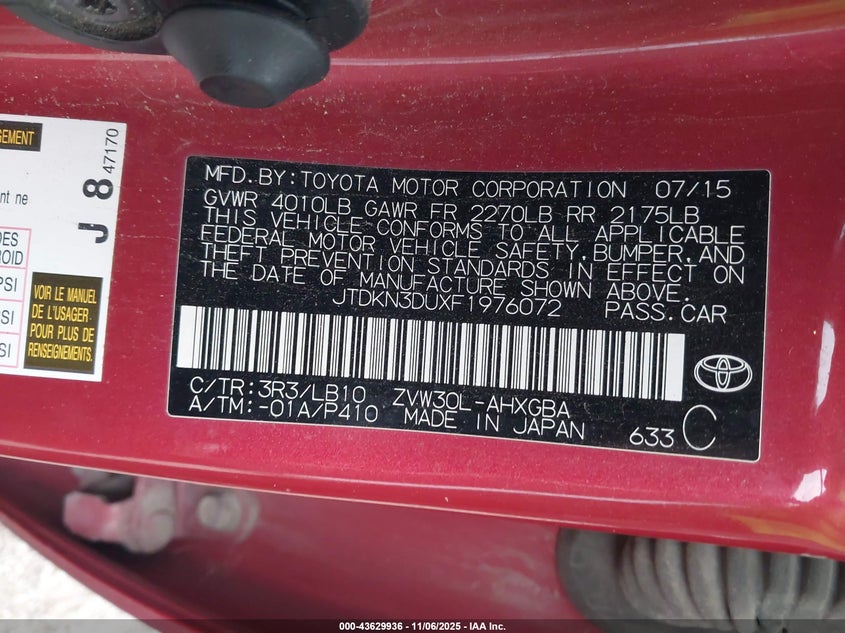 GEMENT
ent ne
J 8
47170
DES
ROID
PSI
PSI
SI
VOIR LE MANUEL
DE L'USAGER
POUR PLUS DE
RENSEIGNEMENTS.
MFD. BY: TOYOTA MOTOR CORPORATION 07/15
GVWR 4010LB GAWR FR 2270LB RR 2175LB
THIS VEHICLE CONFORMS TO ALL APPLICABLE
FEDERAL MOTOR VEHICLE SAFETY, BUMPER, AND
THEFT PREVENTION STANDARDS IN EFFECT ON
THE DATE OF MANUFACTURE SHOWN ABOVE.
JTDKN3DUXF1976072 PASS. CAR
C/TR: 3R3/LB10 ZVW30L-AHXGBA
A/TM: -01A/P410 MADE IN JAPAN 633 C
000-43629936 - 11/06/2025 - IAA Inc.